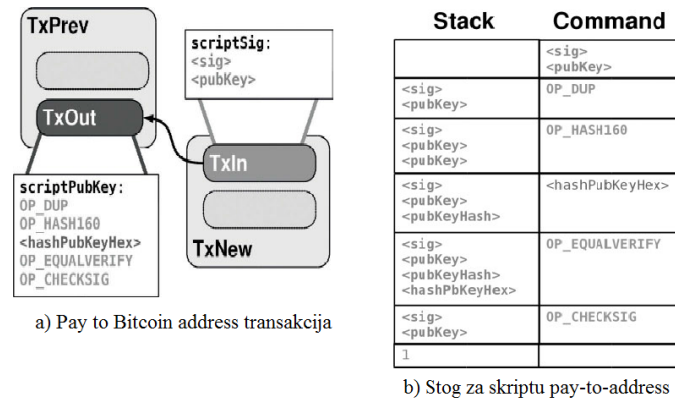 TxPrev
TxOut
scriptPubKey:
OP_DUP
OP_HASH160
<hashPubKeyHex>
OP_EQUALVERIFY
OP_CHECKSIG
scriptSig:
<sig>
<pubKey>
TxIn
TxNew
a) Pay to Bitcoin address transakcija
Stack Command
<sig>
<pubKey>
<sig> OP_DUP
<pubKey>
<sig> OP_HASH160
<pubKey>
<pubKey>
<sig> <hashPubKeyHex>
<pubKey>
<pubKeyHash>
<sig> OP_EQUALVERIFY
<pubKey>
<pubKeyHash>
<hashPbKeyHex>
<sig> OP_CHECKSIG
<pubKey>
1
b) Stog za skriptu pay-to-address